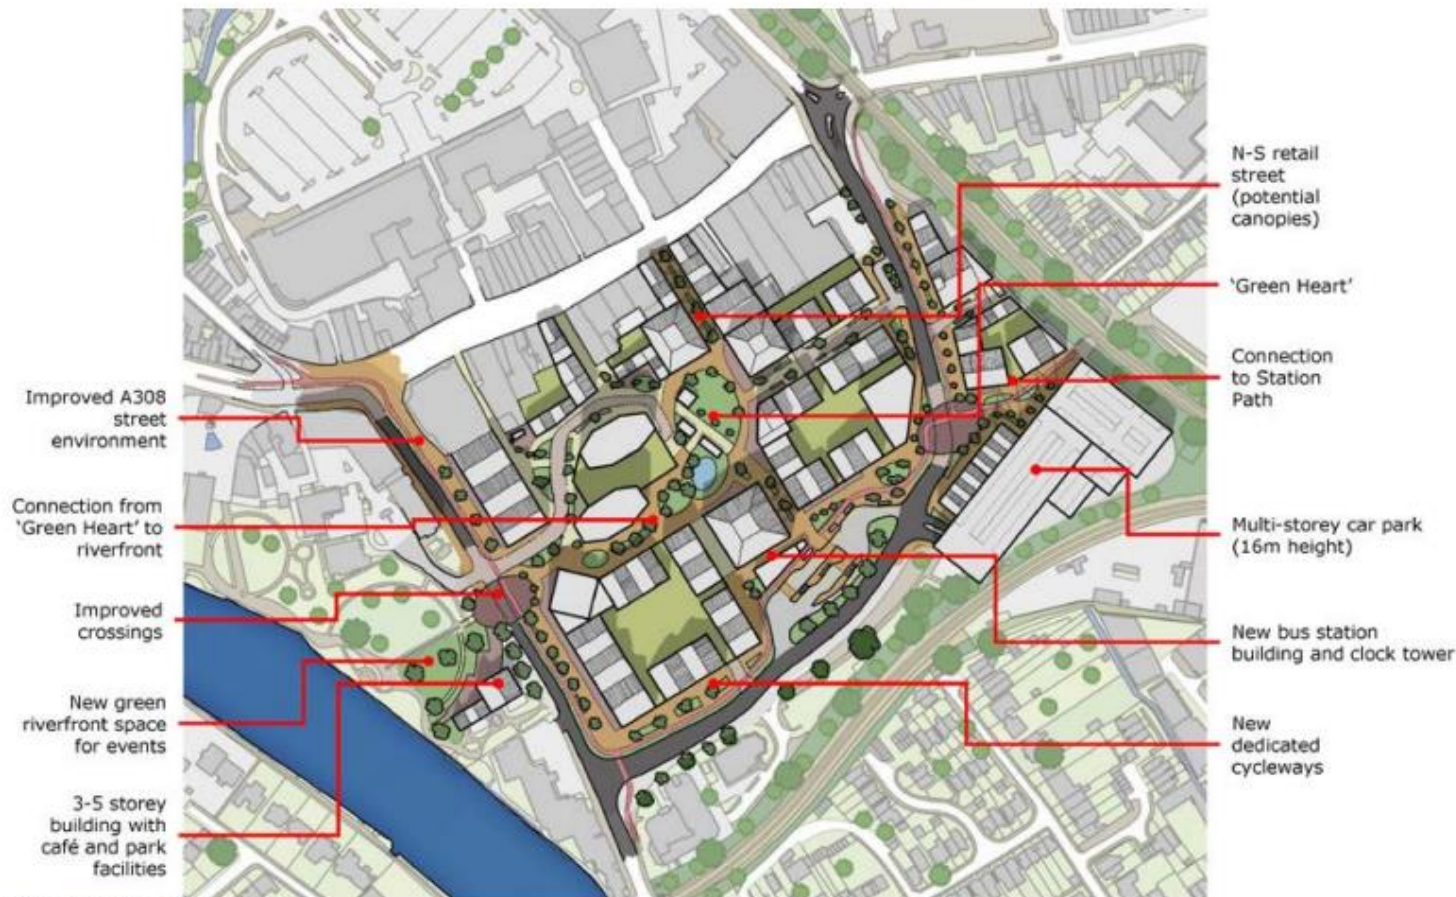 N-S retail
street
(potential
canopies)
‘Green Heart’
Connection
to Station
Path
Improved A308
street
environment
Connection from
‘Green Heart’ to
riverfront
Multi-storey car park
(16m height)
Improved
crossings
New bus station
building and clock tower
New green
riverfront space
for events
New
dedicated
cycleways
3-5 storey
building with
café and park
facilities